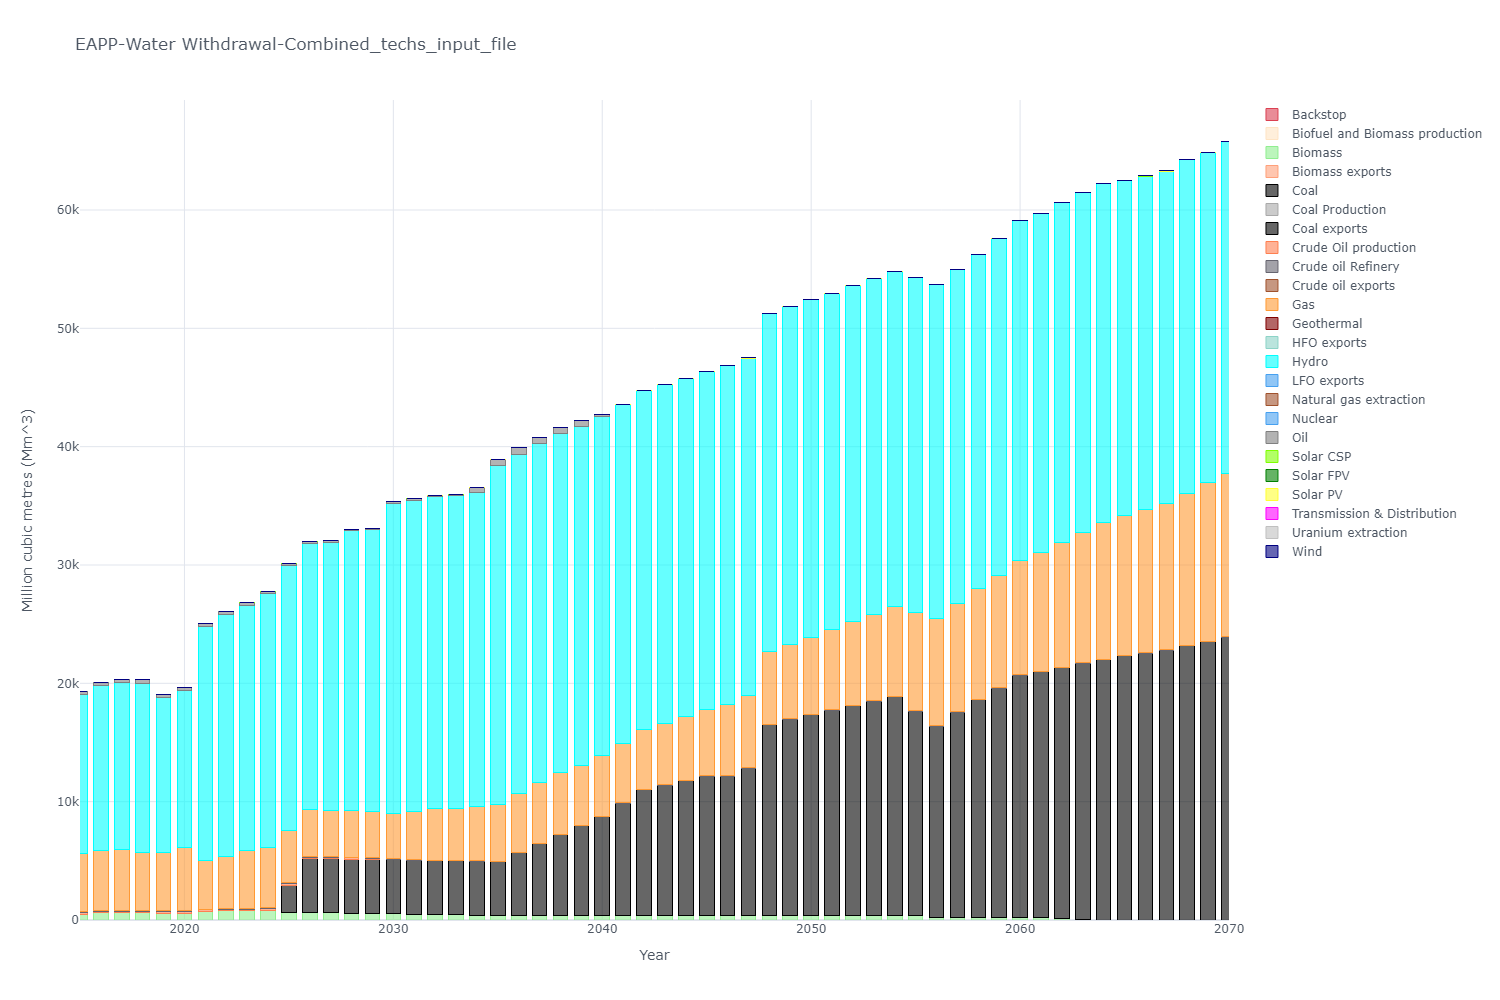 EAPP-Water Withdrawal-Combined_techs_input_file
Million cubic metres (Mm^3)
60k
50k
40k
30k
20k
10k
0
2020
2030
2040
2050
2060
2070
Year
Backstop
Biofuel and Biomass production
Biomass
Biomass exports
Coal
Coal Production
Coal exports
Crude Oil production
Crude oil Refinery
Crude oil exports
Gas
Geothermal
HFO exports
Hydro
LFO exports
Natural gas extraction
Nuclear
Oil
Solar CSP
Solar FPV
Solar PV
Transmission & Distribution
Uranium extraction
Wind